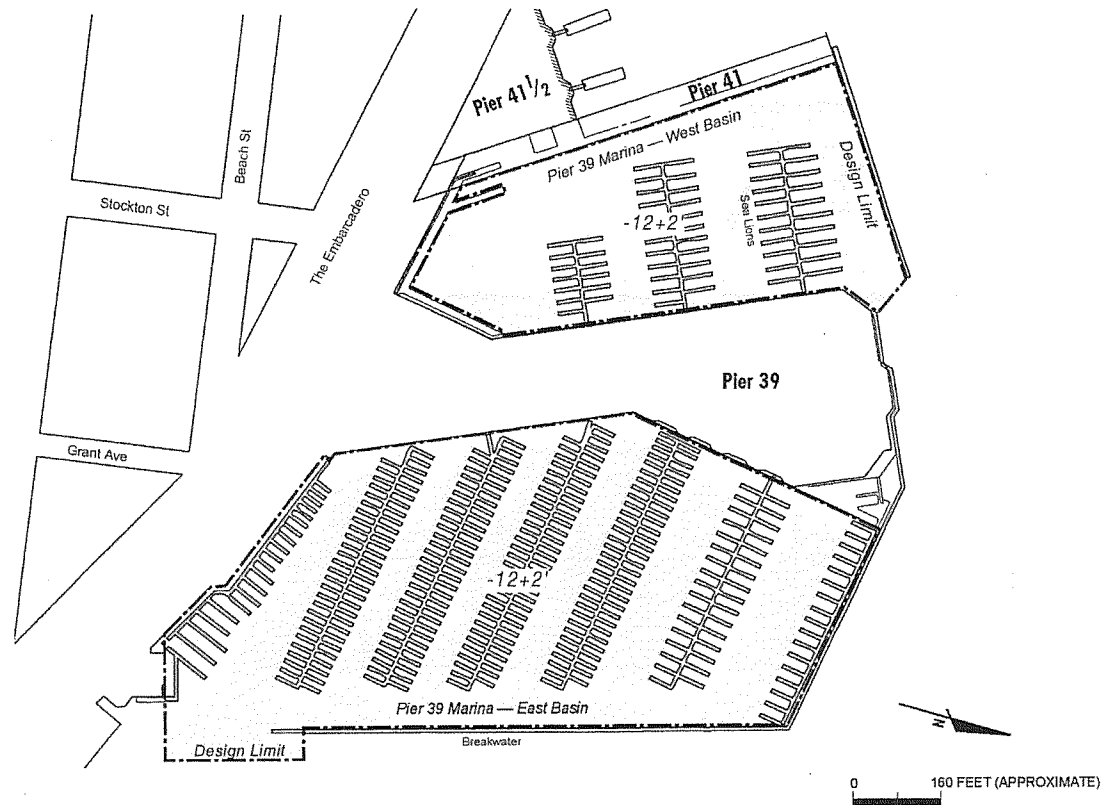 Pier 41 1/2
Pier 41
Pier 39 Marina — West Basin
Design Limit
Beach St
Stockton St
The Embarcadero
-12+2'
Sea Lions
Pier 39
Grant Ave
-12+2'
Pier 39 Marina — East Basin
Design Limit
Breakwater
N
0 160 FEET (APPROXIMATE)